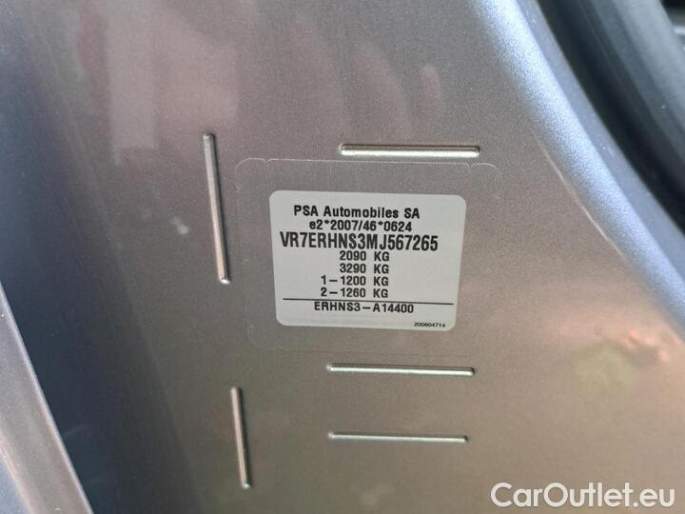 PSA Automobiles SA
e2*2007/46*0624
VR7ERHNS3MJ567265
2090 KG
3290 KG
1-1200 KG
2-1260 KG
ERHNS3-A14400
200604714
CarOutlet.eu